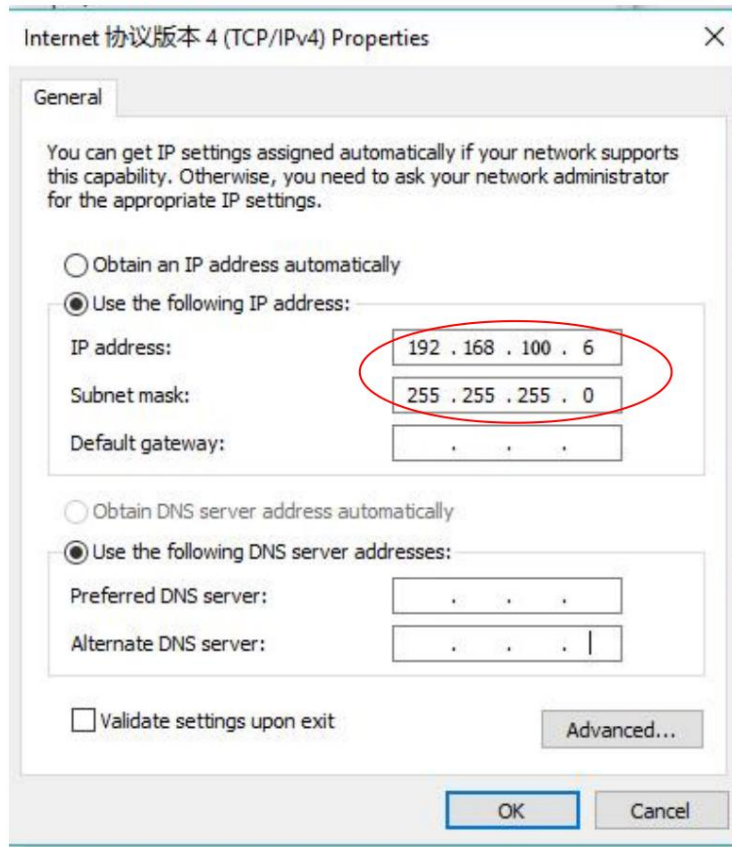 Internet 协议版本 4 (TCP/IPv4) Properties
General
You can get IP settings assigned automatically if your network supports
this capability. Otherwise, you need to ask your network administrator
for the appropriate IP settings.
Obtain an IP address automatically
Use the following IP address:
IP address: 192 . 168 . 100 . 6
Subnet mask: 255 . 255 . 255 . 0
Default gateway: . . .
Obtain DNS server address automatically
Use the following DNS server addresses:
Preferred DNS server: . . .
Alternate DNS server: . . .
Validate settings upon exit
Advanced...
OK Cancel